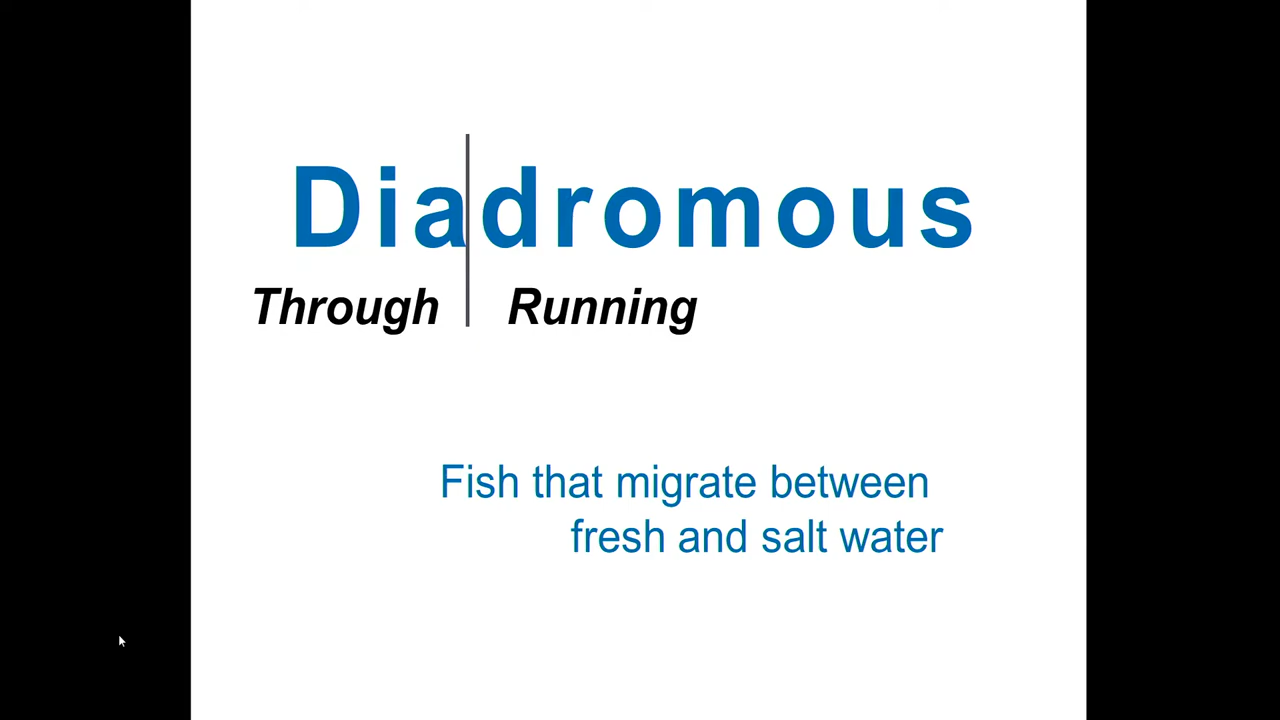 Diadromous
Through Running
Fish that migrate between
fresh and salt water